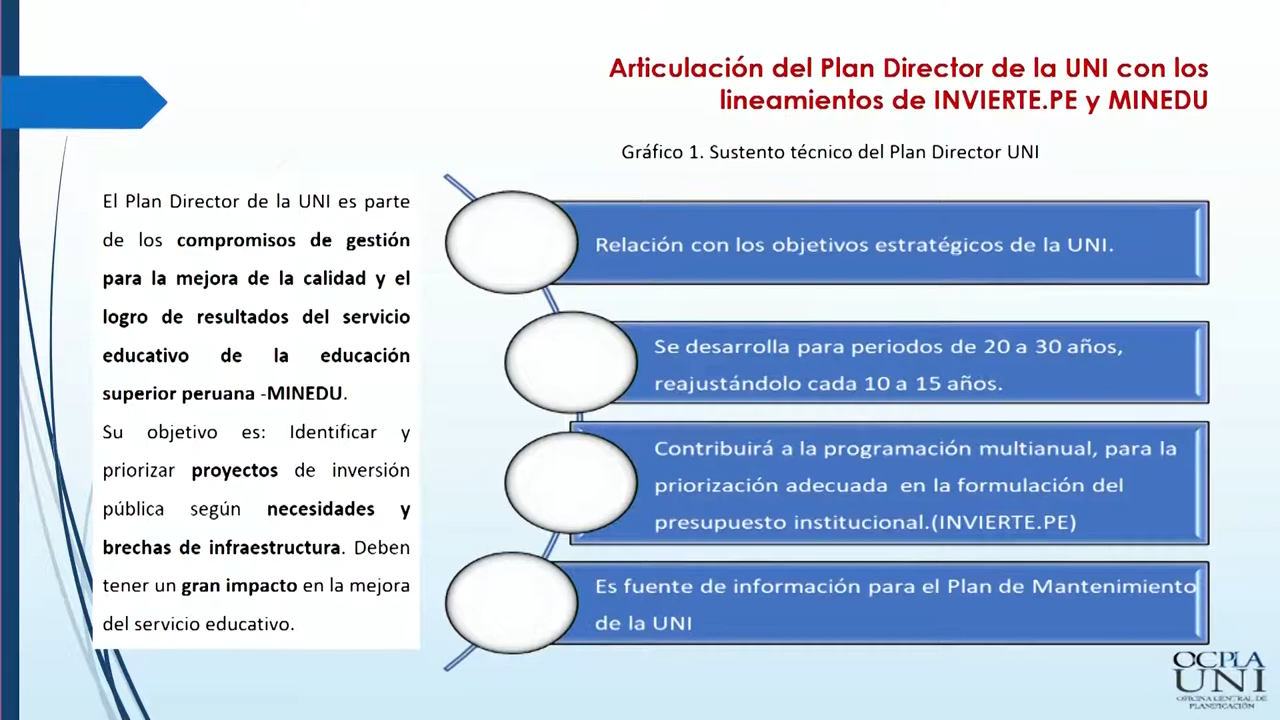 Articulación del Plan Director de la UNI con los
lineamientos de INVIERTE.PE y MINEDU
Gráfico 1. Sustento técnico del Plan Director UNI
El Plan Director de la UNI es parte
de los compromisos de gestión
para la mejora de la calidad y el
logro de resultados del servicio
educativo de la educación
superior peruana -MINEDU.
Su objetivo es: Identificar y
priorizar proyectos de inversión
pública según necesidades y
brechas de infraestructura. Deben
tener un gran impacto en la mejora
del servicio educativo.
Relación con los objetivos estratégicos de la UNI.
Se desarrolla para periodos de 20 a 30 años,
reajustándolo cada 10 a 15 años.
Contribuirá a la programación multianual, para la
priorización adecuada en la formulación del
presupuesto institucional.(INVIERTE.PE)
Es fuente de información para el Plan de Mantenimiento
de la UNI
OCPLA
UNI
OFICINA CENTRAL DE
PLANIFICACIÓN